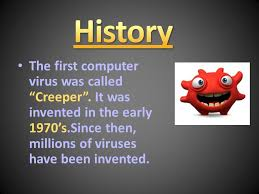 History
• The first computer
virus was called
“Creeper”. It was
invented in the early
1970’s.Since then,
millions of viruses
have been invented.